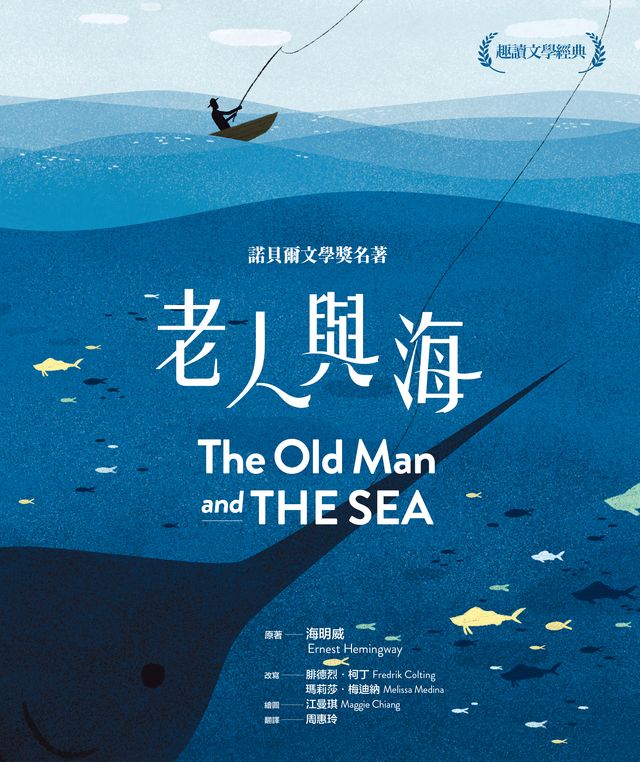 趣讀文學經典
諾貝爾文學獎名著
老人與海
The Old Man
and THE SEA
原著 海明威
Ernest Hemingway
改寫 腓德烈・柯丁 Fredrik Colting
瑪莉莎・梅迪納 Melissa Medina
繪圖 江曼琪 Maggie Chiang
翻譯 周惠玲